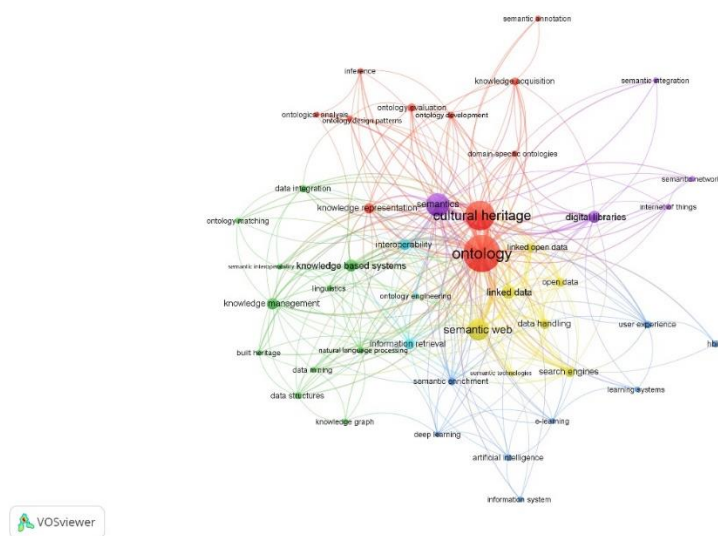 semantic annotation
inference
knowledge acquisition
semantic integration
ontology evaluation
ontological analysis
ontology development
ontology design patterns
domain-specific ontologies
semantic network
data integration
semantics
knowledge representation
cultural heritage
digital libraries
internet of things
ontology matching
interoperability
linked open data
ontology
semantic interoperability
knowledge based systems
open data
linguistics
ontology engineering
linked data
knowledge management
semantic web
data handling
user experience
information retrieval
built heritage
natural language processing
data mining
semantic technologies
search engines
semantic enrichment
learning systems
data structures
knowledge graph
e-learning
deep learning
artificial intelligence
information system
VOSviewer